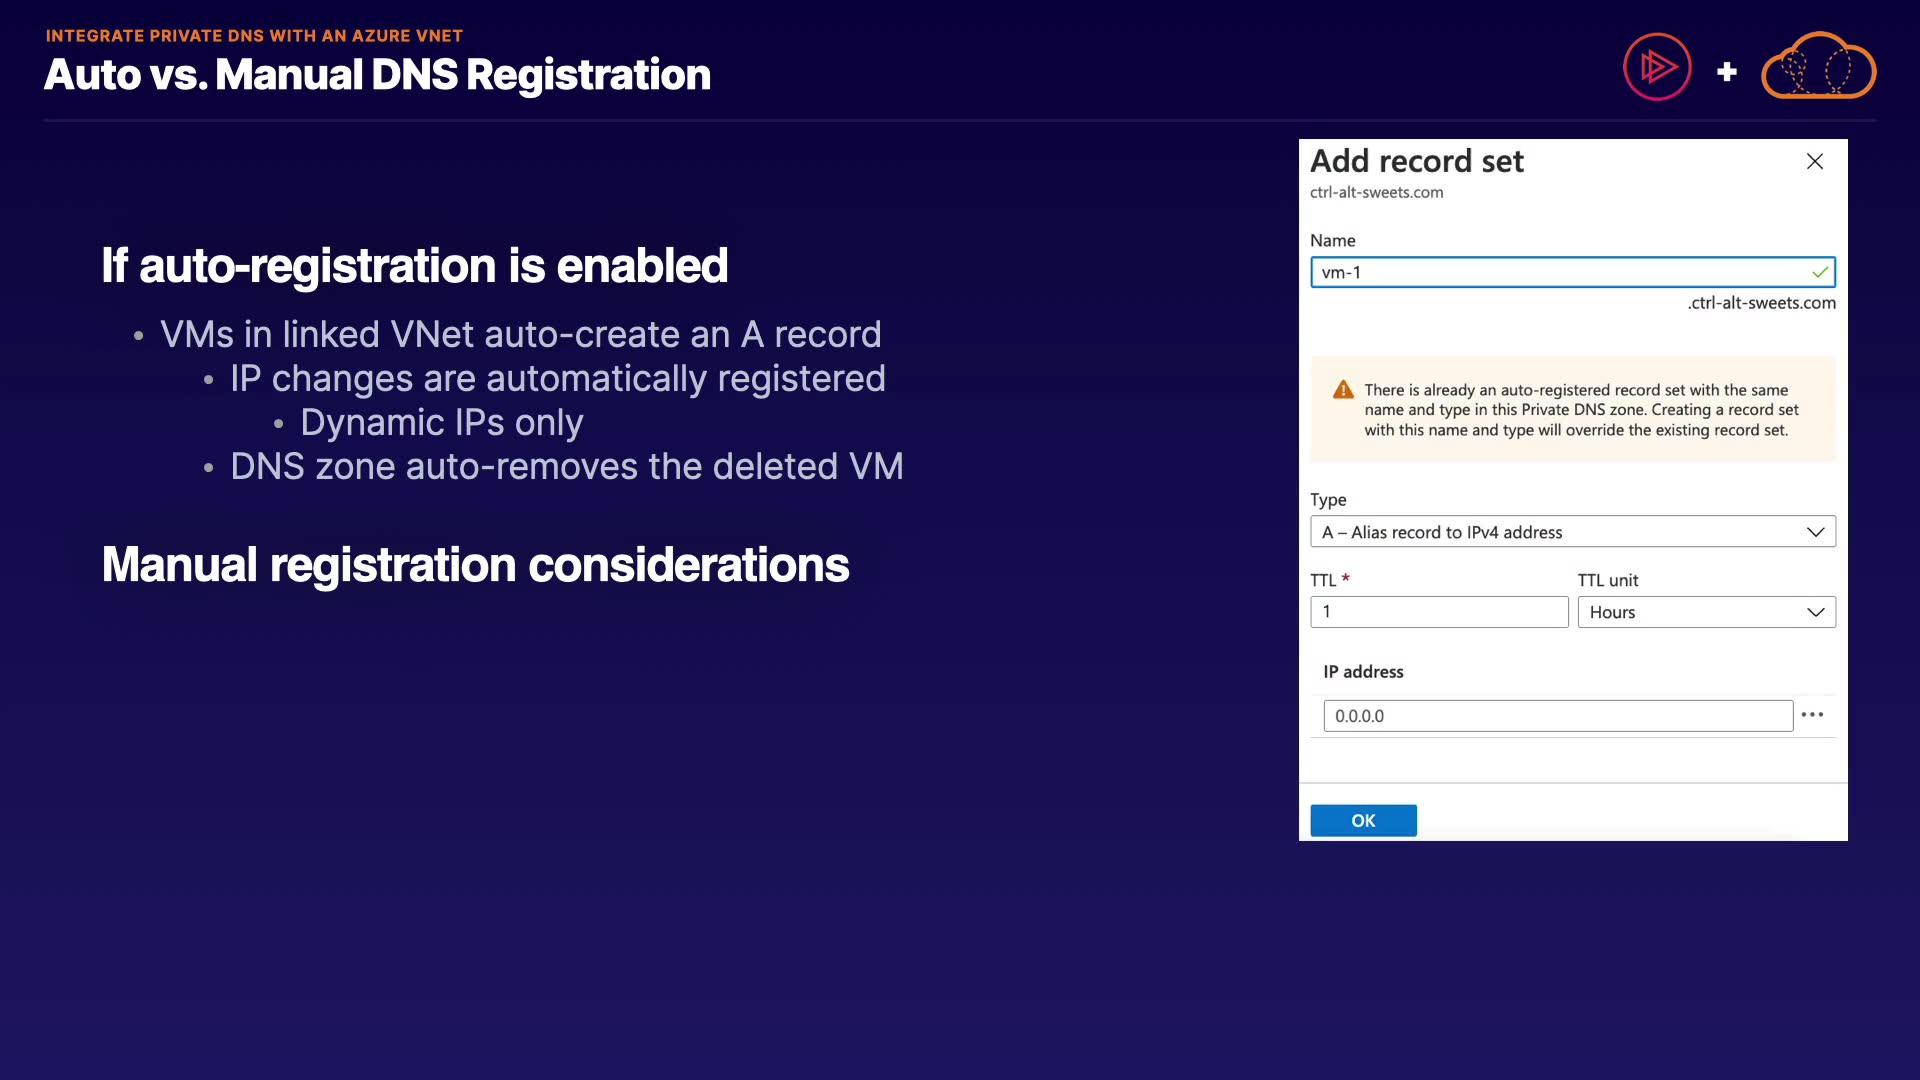 INTEGRATE PRIVATE DNS WITH AN AZURE VNET
Auto vs. Manual DNS Registration
+
If auto-registration is enabled
• VMs in linked VNet auto-create an A record
• IP changes are automatically registered
• Dynamic IPs only
• DNS zone auto-removes the deleted VM
Manual registration considerations
Add record set
ctrl-alt-sweets.com
Name
vm-1
.ctrl-alt-sweets.com
There is already an auto-registered record set with the same
name and type in this Private DNS zone. Creating a record set
with this name and type will override the existing record set.
Type
A – Alias record to IPv4 address
TTL *
TTL unit
1
Hours
IP address
0.0.0.0
OK